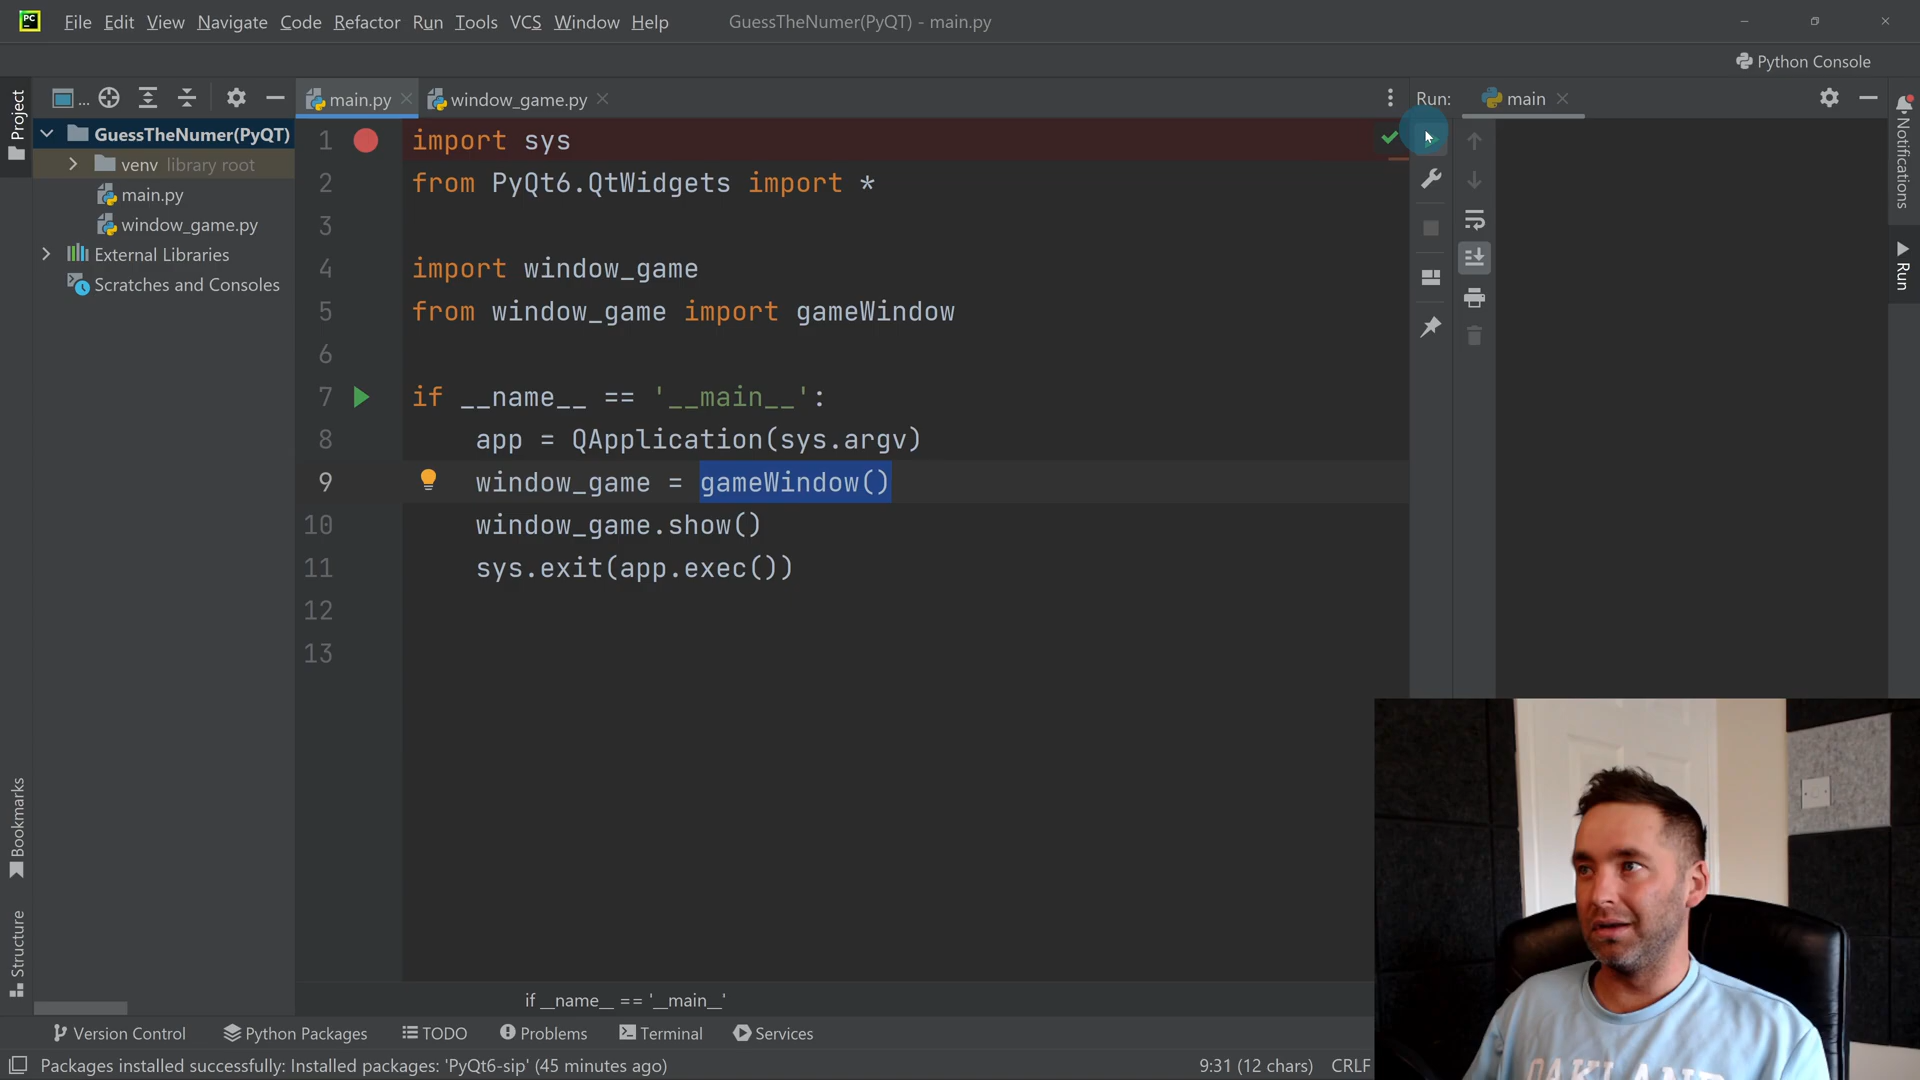 PC File Edit View Navigate Code Refactor Run Tools VCS Window Help GuessTheNumer(PyQT) - main.py
Python Console
Project
... main.py window_game.py Run: main
Notifications
Run
GuessTheNumer(PyQT)
venv library root
main.py
window_game.py
External Libraries
Scratches and Consoles
1 import sys
2 from PyQt6.QtWidgets import *
3
4 import window_game
5 from window_game import gameWindow
6
7 if __name__ == '__main__':
8 app = QApplication(sys.argv)
9 window_game = gameWindow()
10 window_game.show()
11 sys.exit(app.exec())
12
13
Bookmarks
Structure
if __name__ == '__main__'
Version Control Python Packages TODO Problems Terminal Services
Packages installed successfully: Installed packages: 'PyQt6-sip' (45 minutes ago) 9:31 (12 chars) CRLF
OAKLAND